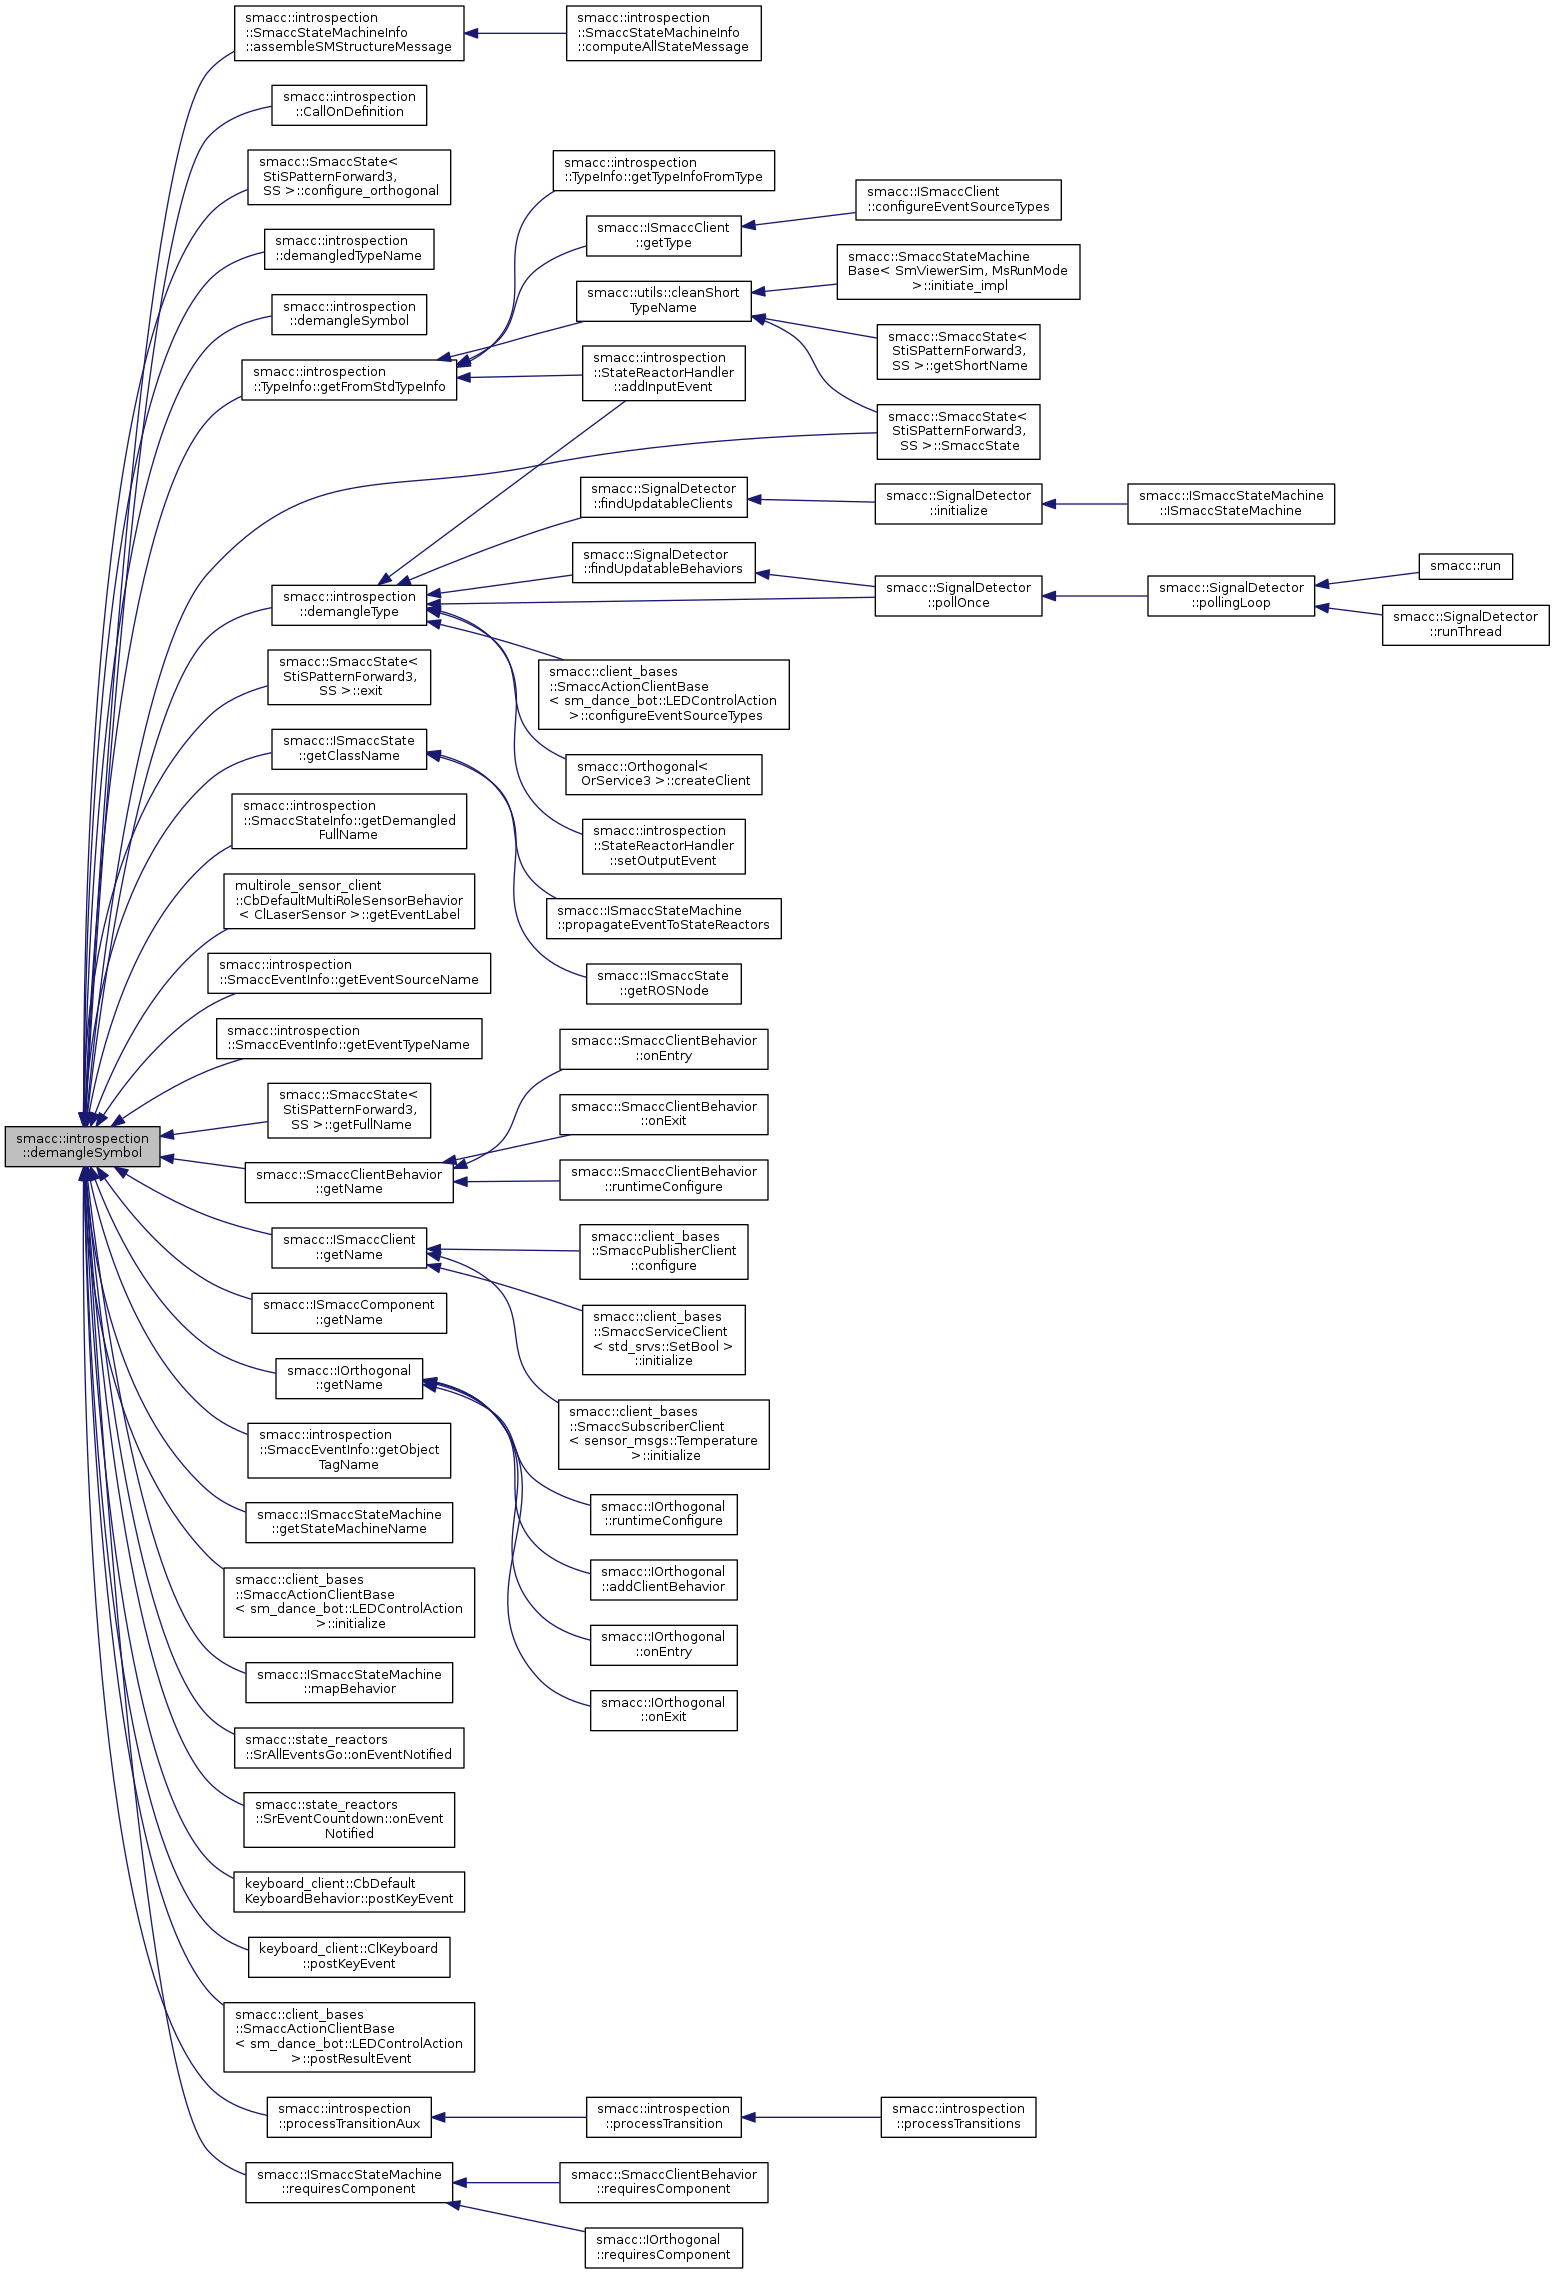 smacc::introspection
::SmaccStateMachineInfo
::assembleSMStructureMessage
smacc::introspection
::SmaccStateMachineInfo
::computeAllStateMessage
smacc::introspection
::CallOnDefinition
smacc::SmaccState<
StiSPatternForward3,
SS >::configure_orthogonal
smacc::introspection
::demangledTypeName
smacc::introspection
::demangleSymbol
smacc::introspection
::TypeInfo::getFromStdTypeInfo
smacc::introspection
::TypeInfo::getTypeInfoFromType
smacc::ISmaccClient
::getType
smacc::ISmaccClient
::configureEventSourceTypes
smacc::utils::cleanShort
TypeName
smacc::SmaccStateMachine
Base< SmViewerSim, MsRunMode
>::initiate_impl
smacc::SmaccState<
StiSPatternForward3,
SS >::getShortName
smacc::introspection
::StateReactorHandler
::addInputEvent
smacc::SmaccState<
StiSPatternForward3,
SS >::SmaccState
smacc::SignalDetector
::findUpdatableClients
smacc::SignalDetector
::initialize
smacc::ISmaccStateMachine
::ISmaccStateMachine
smacc::SignalDetector
::findUpdatableBehaviors
smacc::introspection
::demangleType
smacc::SignalDetector
::pollOnce
smacc::SignalDetector
::pollingLoop
smacc::run
smacc::SignalDetector
::runThread
smacc::client_bases
::SmaccActionClientBase
< sm_dance_bot::LEDControlAction
>::configureEventSourceTypes
smacc::Orthogonal<
OrService3 >::createClient
smacc::introspection
::StateReactorHandler
::setOutputEvent
smacc::SmaccState<
StiSPatternForward3,
SS >::exit
smacc::ISmaccState
::getClassName
smacc::ISmaccStateMachine
::propagateEventToStateReactors
smacc::ISmaccState
::getROSNode
smacc::introspection
::SmaccStateInfo::getDemangled
FullName
multirole_sensor_client
::CbDefaultMultiRoleSensorBehavior
< ClLaserSensor >::getEventLabel
smacc::introspection
::SmaccEventInfo::getEventSourceName
smacc::introspection
::SmaccEventInfo::getEventTypeName
smacc::SmaccState<
StiSPatternForward3,
SS >::getFullName
smacc::introspection
::demangleSymbol
smacc::SmaccClientBehavior
::getName
smacc::SmaccClientBehavior
::onEntry
smacc::SmaccClientBehavior
::onExit
smacc::SmaccClientBehavior
::runtimeConfigure
smacc::ISmaccClient
::getName
smacc::client_bases
::SmaccPublisherClient
::configure
smacc::client_bases
::SmaccServiceClient
< std_srvs::SetBool >
::initialize
smacc::client_bases
::SmaccSubscriberClient
< sensor_msgs::Temperature
>::initialize
smacc::ISmaccComponent
::getName
smacc::IOrthogonal
::getName
smacc::IOrthogonal
::runtimeConfigure
smacc::IOrthogonal
::addClientBehavior
smacc::IOrthogonal
::onEntry
smacc::IOrthogonal
::onExit
smacc::introspection
::SmaccEventInfo::getObject
TagName
smacc::ISmaccStateMachine
::getStateMachineName
smacc::client_bases
::SmaccActionClientBase
< sm_dance_bot::LEDControlAction
>::initialize
smacc::ISmaccStateMachine
::mapBehavior
smacc::state_reactors
::SrAllEventsGo::onEventNotified
smacc::state_reactors
::SrEventCountdown::onEvent
Notified
keyboard_client::CbDefault
KeyboardBehavior::postKeyEvent
keyboard_client::ClKeyboard
::postKeyEvent
smacc::client_bases
::SmaccActionClientBase
< sm_dance_bot::LEDControlAction
>::postResultEvent
smacc::introspection
::processTransitionAux
smacc::introspection
::processTransition
smacc::introspection
::processTransitions
smacc::ISmaccStateMachine
::requiresComponent
smacc::SmaccClientBehavior
::requiresComponent
smacc::IOrthogonal
::requiresComponent